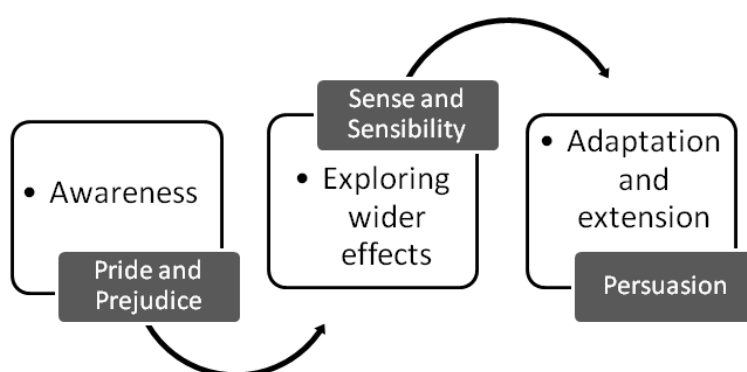 • Awareness
Pride and
Prejudice
Sense and
Sensibility
• Exploring
wider
effects
• Adaptation
and
extension
Persuasion